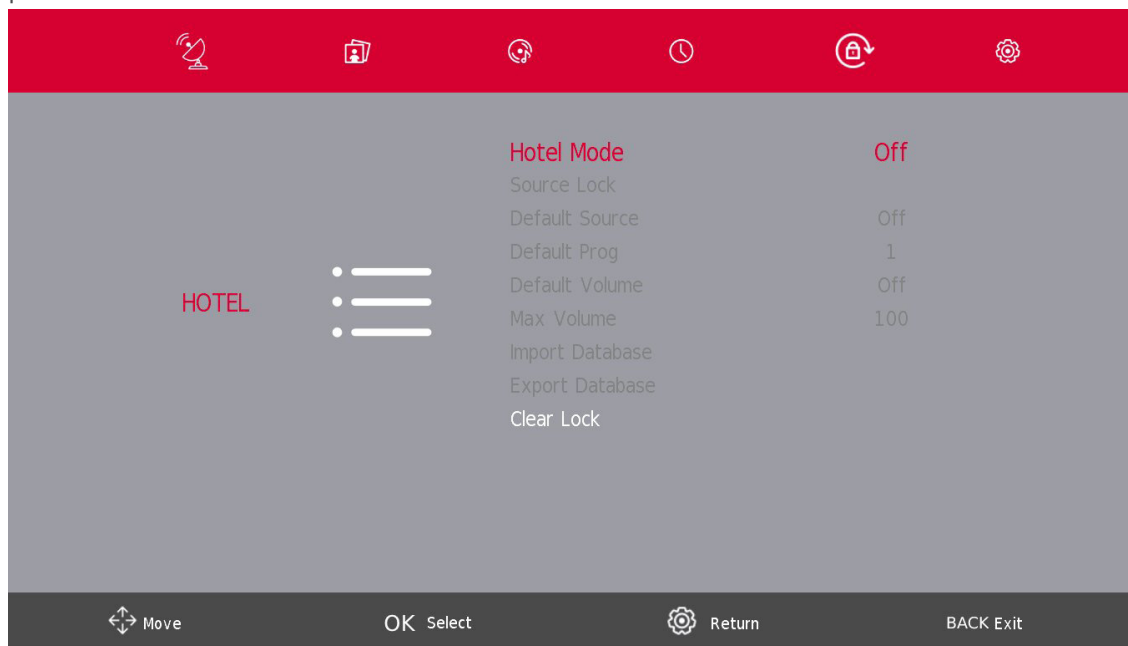 Hotel Mode Off
Source Lock
Default Source Off
Default Prog 1
Default Volume Off
HOTEL
Max Volume 100
Import Database
Export Database
Clear Lock
Move OK Select Return BACK Exit